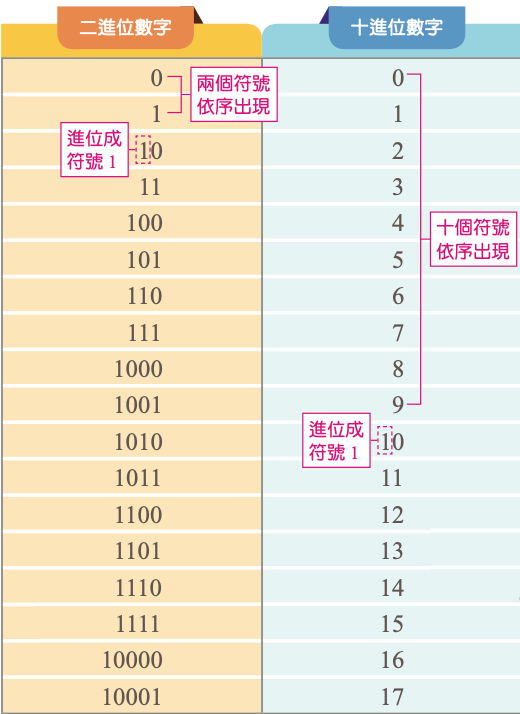 二進位數字 十進位數字
0 0
兩個符號
依序出現
1 1
進位成
符號 1
10 2
11 3
100 4
十個符號
依序出現
101 5
110 6
111 7
1000 8
1001 9
進位成
符號 1
1010 10
1011 11
1100 12
1101 13
1110 14
1111 15
10000 16
10001 17